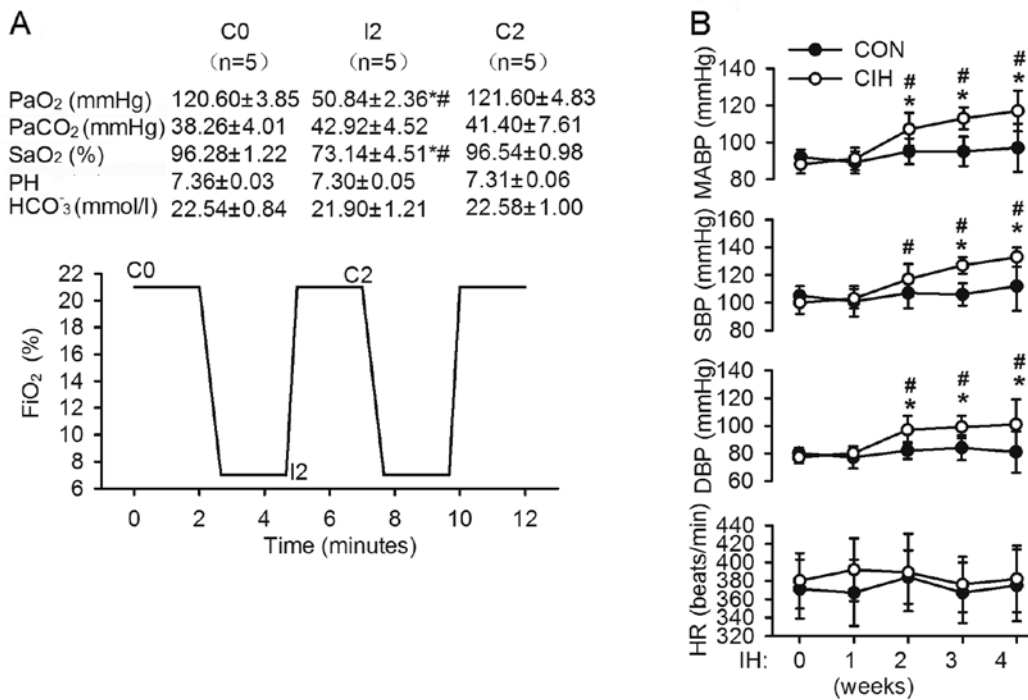 A
C0 I2 C2
(n=5) (n=5) (n=5)
PaO₂ (mmHg) 120.60±3.85 50.84±2.36*# 121.60±4.83
PaCO₂ (mmHg) 38.26±4.01 42.92±4.52 41.40±7.61
SaO₂ (%) 96.28±1.22 73.14±4.51*# 96.54±0.98
PH 7.36±0.03 7.30±0.05 7.31±0.06
HCO⁻₃ (mmol/l) 22.54±0.84 21.90±1.21 22.58±1.00
FiO₂ (%)
22
20
18
16
14
12
10
8
6
C0
C2
I2
0 2 4 6 8 10 12
Time (minutes)
B
CON
CIH
MABP (mmHg)
140
120
100
80
# # #
* * *
SBP (mmHg)
160
140
120
100
80
# # #
* *
DBP (mmHg)
140
120
100
80
60
# # #
* * *
HR (beats/min)
440
420
400
380
360
340
320
IH: 0 1 2 3 4
(weeks)